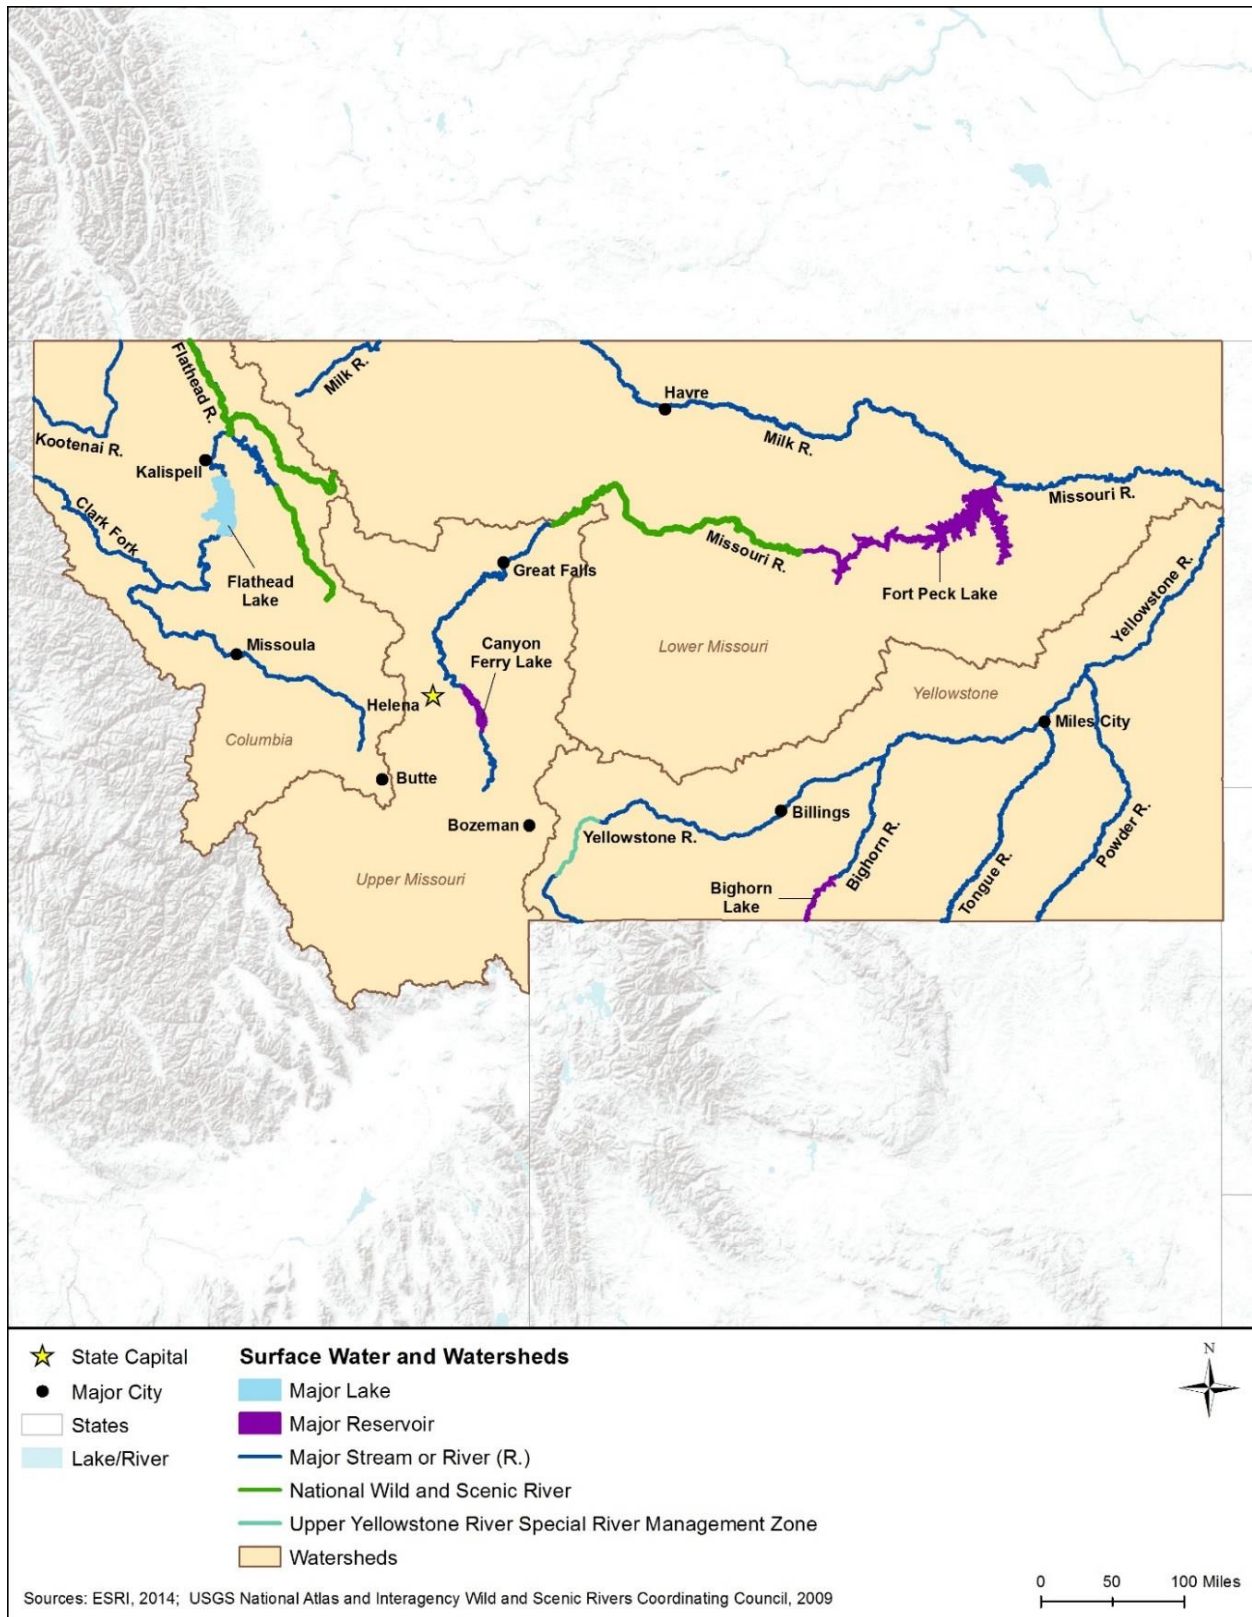 Flathead R.
Milk R.
Havre
Kootenai R.
Milk R.
Kalispell
Missouri R.
Clark Fork
Missouri R.
Great Falls
Flathead
Lake
Fort Peck Lake
Yellowstone R.
Missoula
Canyon
Ferry Lake
Lower Missouri
Helena
Yellowstone
Miles City
Columbia
Butte
Billings
Bozeman
Yellowstone R.
Bighorn R.
Powder R.
Tongue R.
Upper Missouri
Bighorn
Lake
State Capital
Major City
States
Lake/River
Surface Water and Watersheds
Major Lake
Major Reservoir
Major Stream or River (R.)
National Wild and Scenic River
Upper Yellowstone River Special River Management Zone
Watersheds
N
Sources: ESRI, 2014; USGS National Atlas and Interagency Wild and Scenic Rivers Coordinating Council, 2009
0 50 100 Miles